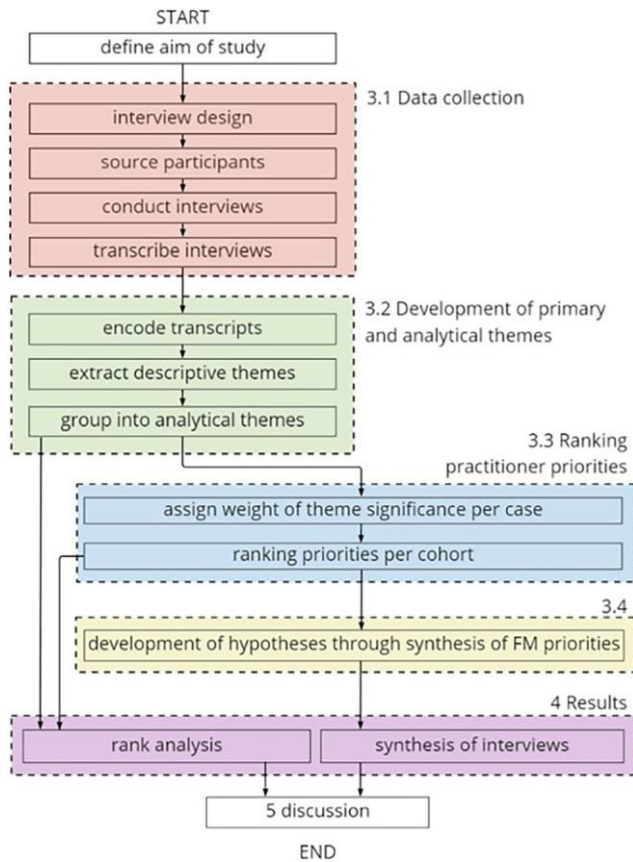 START
define aim of study
3.1 Data collection
interview design
source participants
conduct interviews
transcribe interviews
3.2 Development of primary
and analytical themes
encode transcripts
extract descriptive themes
group into analytical themes
3.3 Ranking
practitioner priorities
assign weight of theme significance per case
ranking priorities per cohort
3.4
development of hypotheses through synthesis of FM priorities
4 Results
rank analysis
synthesis of interviews
5 discussion
END